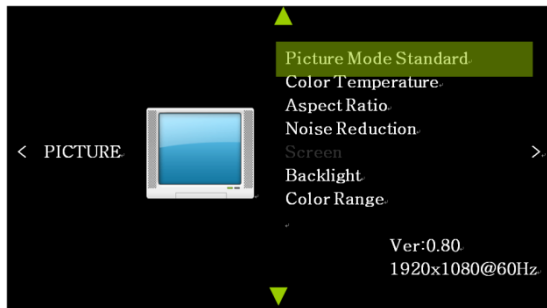 Picture Mode Standard
Color Temperature
Aspect Ratio
Noise Reduction
< PICTURE
Screen
>
Backlight
Color Range
Ver:0.80
1920x1080@60Hz